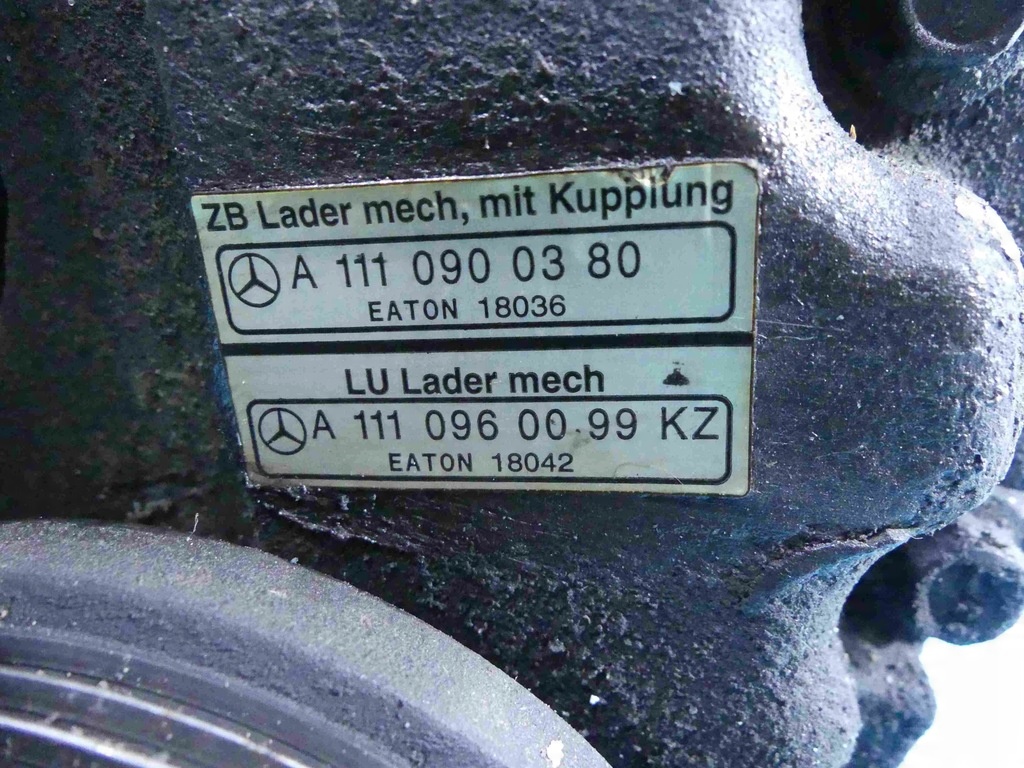 ZB Lader mech, mit Kupplung
A 111 090 03 80
EATON 18036
LU Lader mech
A 111 096 00 99 KZ
EATON 18042